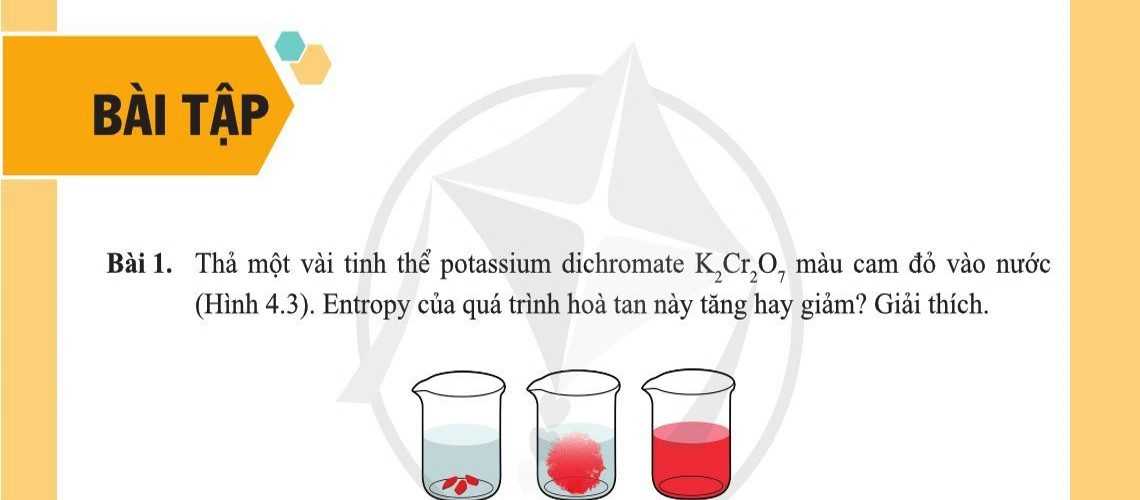 BÀI TẬP
Bài 1. Thả một vài tinh thể potassium dichromate K₂Cr₂O₇ màu cam đỏ vào nước
(Hình 4.3). Entropy của quá trình hoà tan này tăng hay giảm? Giải thích.